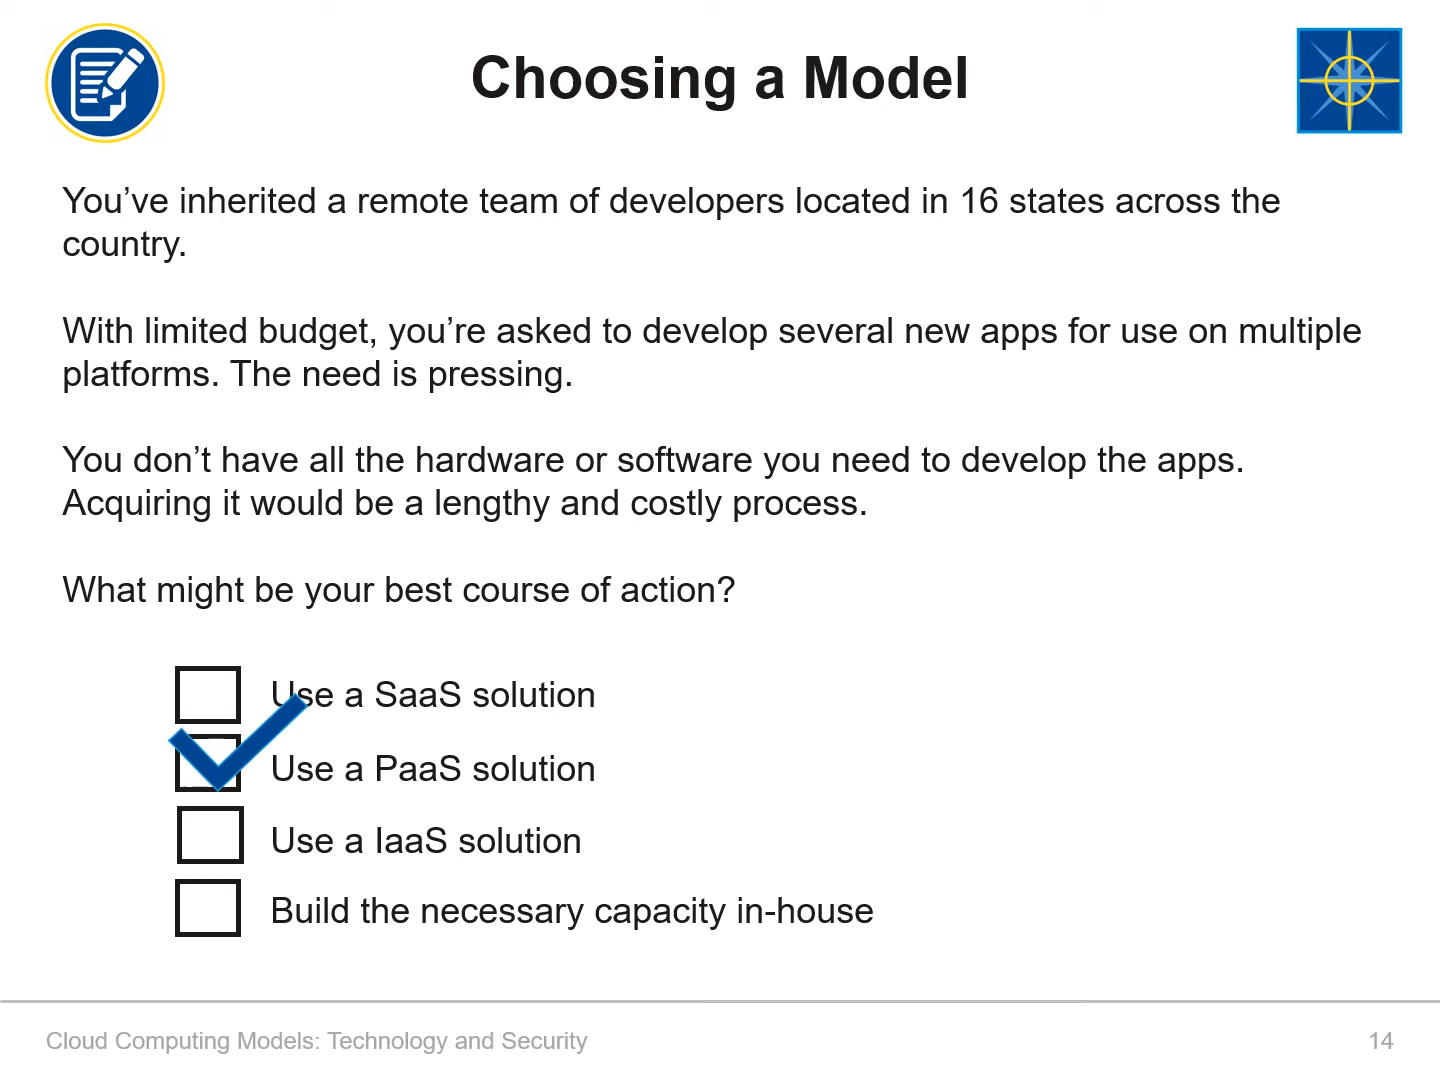 Choosing a Model
You’ve inherited a remote team of developers located in 16 states across the
country.
With limited budget, you’re asked to develop several new apps for use on multiple
platforms. The need is pressing.
You don’t have all the hardware or software you need to develop the apps.
Acquiring it would be a lengthy and costly process.
What might be your best course of action?
Use a SaaS solution
Use a PaaS solution
Use a IaaS solution
Build the necessary capacity in-house
Cloud Computing Models: Technology and Security
14